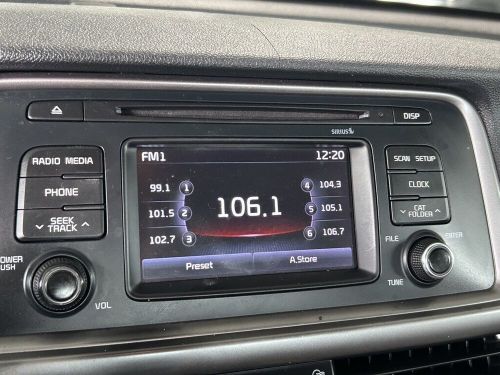 DISP
SIRIUS
RADIO MEDIA
PHONE
SEEK
TRACK
POWER
PUSH
VOL
FM1 12:20
99.1 1 4 104.3
101.5 2 106.1 5 105.1
102.7 3 6 106.7
Preset A.Store
SCAN SETUP
CLOCK
CAT
FOLDER
FILE ENTER
TUNE